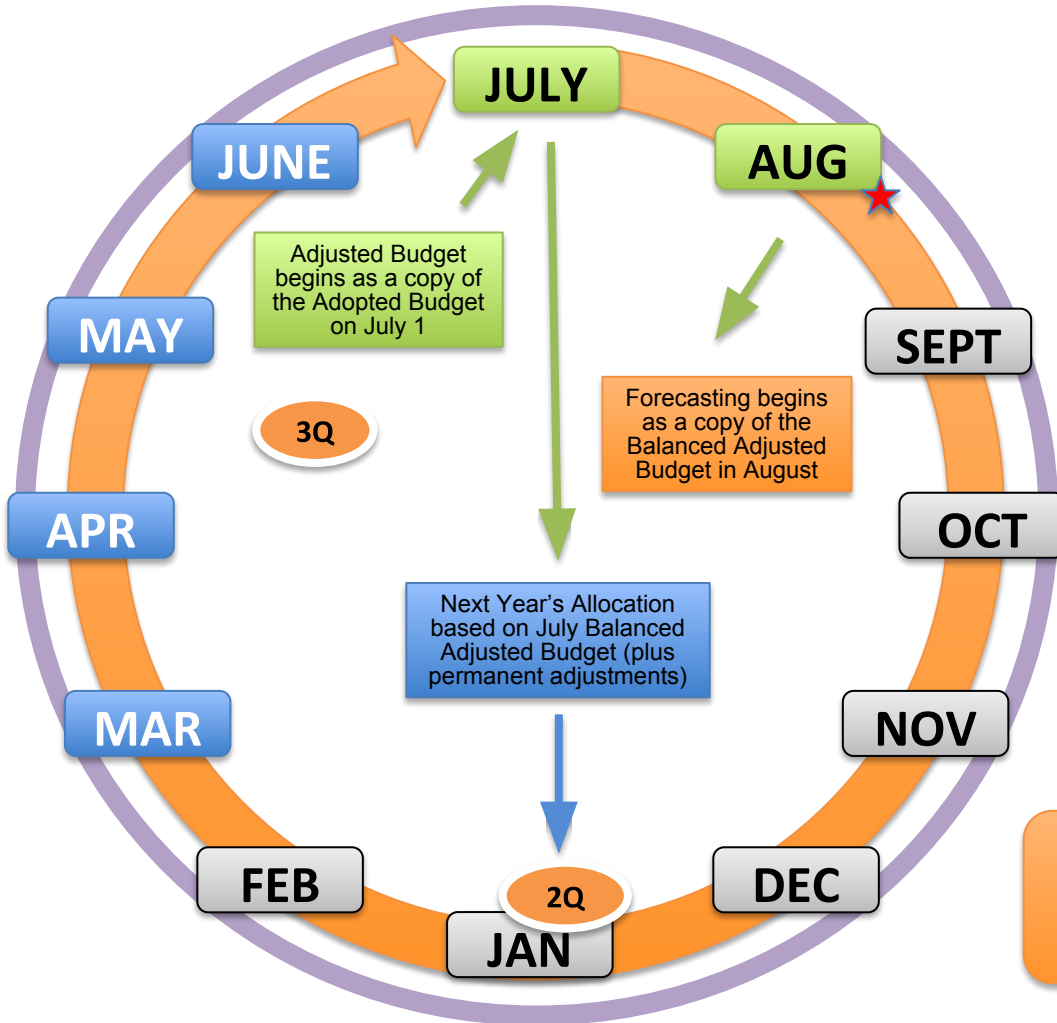 JULY
AUG
SEPT
OCT
NOV
DEC
2Q
JAN
FEB
MAR
APR
MAY
JUNE
Adjusted Budget
begins as a copy of
the Adopted Budget
on July 1
3Q
Forecasting begins
as a copy of the
Balanced Adjusted
Budget in August
Next Year’s Allocation
based on July Balanced
Adjusted Budget (plus
permanent adjustments)